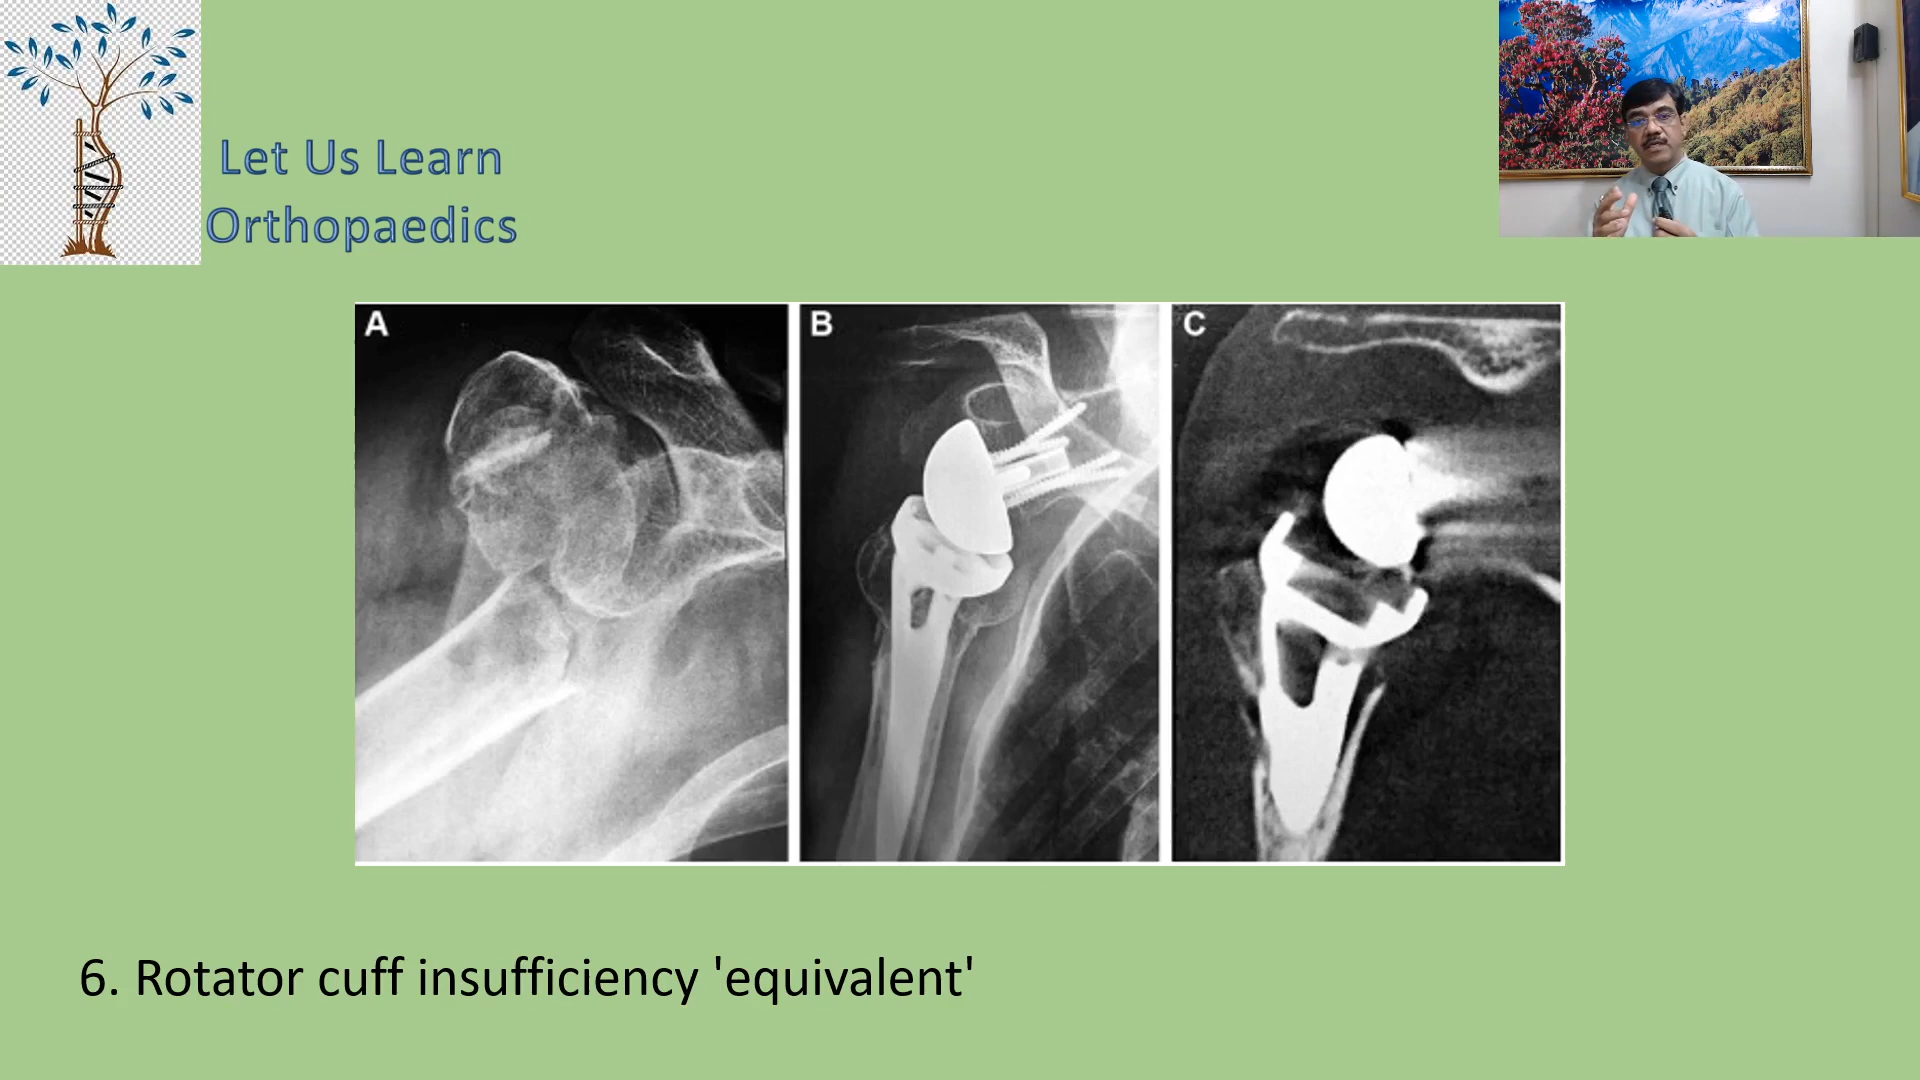 Let Us Learn
Orthopaedics
A
B
C
6. Rotator cuff insufficiency 'equivalent'